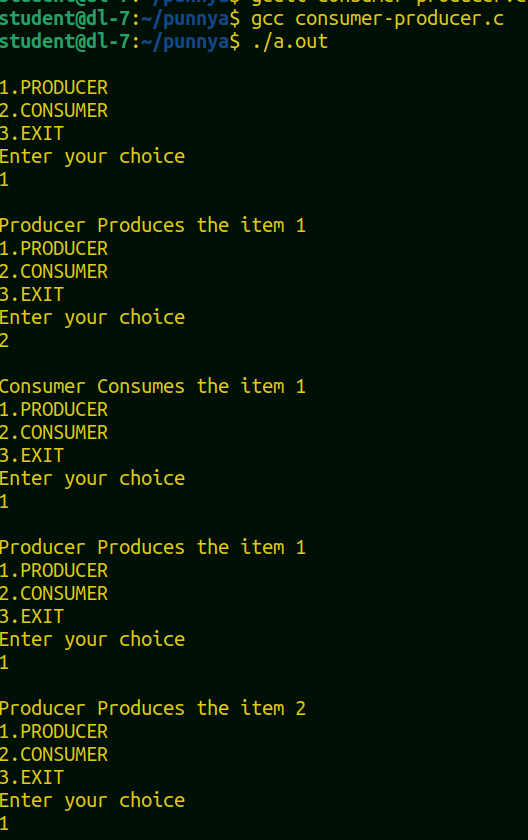 student@dl-7:~/punnya$ gcc consumer-producer.c
student@dl-7:~/punnya$ ./a.out
1.PRODUCER
2.CONSUMER
3.EXIT
Enter your choice
1
Producer Produces the item 1
1.PRODUCER
2.CONSUMER
3.EXIT
Enter your choice
2
Consumer Consumes the item 1
1.PRODUCER
2.CONSUMER
3.EXIT
Enter your choice
1
Producer Produces the item 1
1.PRODUCER
2.CONSUMER
3.EXIT
Enter your choice
1
Producer Produces the item 2
1.PRODUCER
2.CONSUMER
3.EXIT
Enter your choice
1